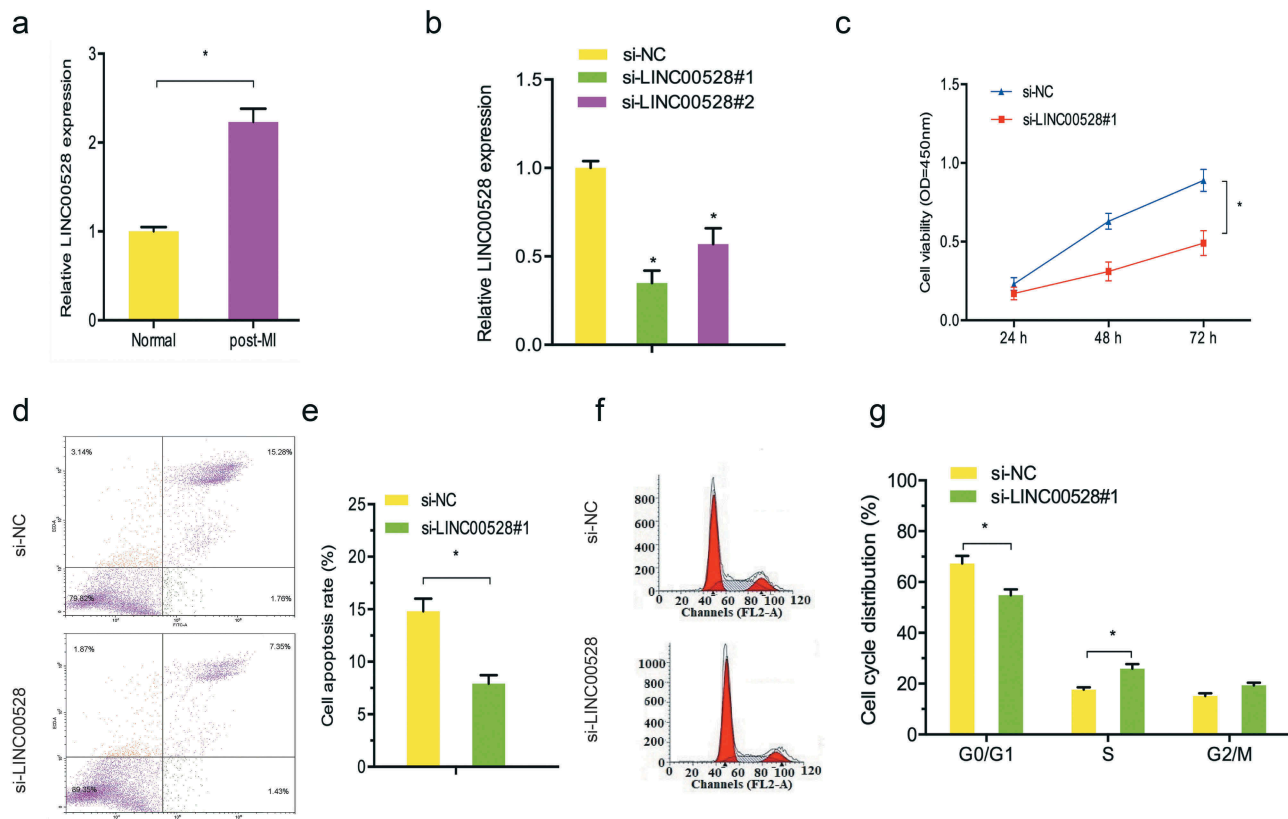 a
Relative LINC00528 expression
3
2
1
0
*
Normal
post-MI
b
si-NC
si-LINC00528#1
si-LINC00528#2
Relative LINC00528 expression
1.5
1.0
0.5
0.0
*
*
c
si-NC
si-LINC00528#1
Cell viability (OD=450nm)
1.0
0.5
0.0
*
24 h
48 h
72 h
d
si-NC
3.14%
15.28%
79.82%
1.76%
FITC-A
si-LINC00528
1.87%
7.35%
89.35%
1.43%
FITC-A
e
si-NC
si-LINC00528#1
Cell apoptosis rate (%)
25
20
15
10
5
0
*
f
si-NC
800
600
400
200
0
0 20 40 60 80 100 120
Channels (FL2-A)
si-LINC00528
1000
800
600
400
200
0
0 20 40 60 80 100 120
Channels (FL2-A)
g
si-NC
si-LINC00528#1
Cell cycle distribution (%)
100
80
60
40
20
0
*
*
G0/G1
S
G2/M